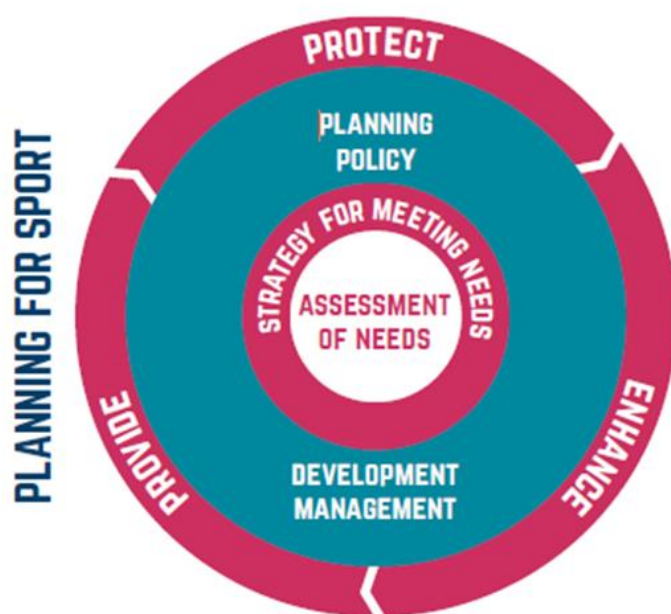 PLANNING FOR SPORT
PROTECT
PLANNING
POLICY
STRATEGY FOR MEETING NEEDS
ASSESSMENT
OF NEEDS
PROVIDE
ENHANCE
DEVELOPMENT
MANAGEMENT